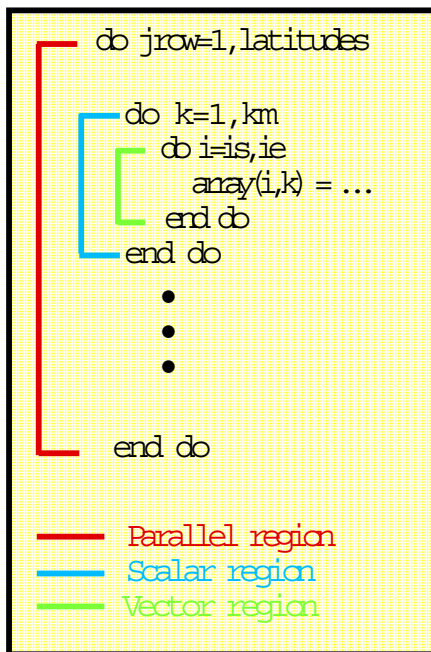 do jrow=1,latitudes
do k=1,km
do i=is,ie
array(i,k) = …
end do
end do
•
•
•
end do
Parallel region
Scalar region
Vector region